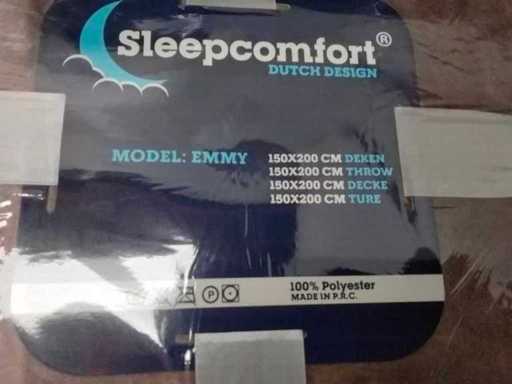 Sleepcomfort®
DUTCH DESIGN
MODEL: EMMY
150X200 CM DEKEN
150X200 CM THROW
150X200 CM DECKE
150X200 CM TURE
P
100% Polyester
MADE IN P.R.C.